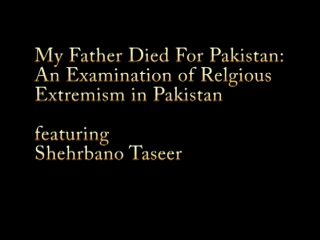 My Father Died For Pakistan:
An Examination of Relgious
Extremism in Pakistan
featuring
Shehrbano Taseer